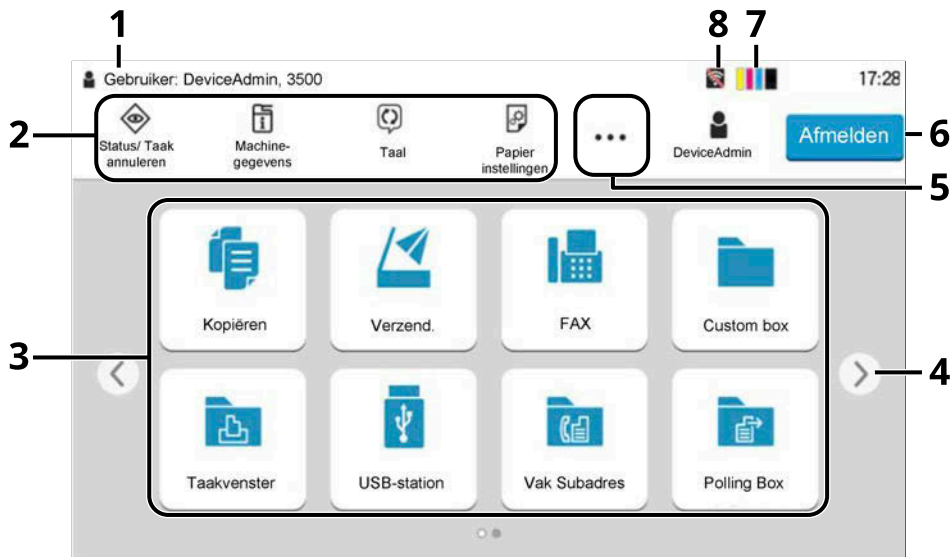 1
8
7
Gebruiker: DeviceAdmin, 3500
17:28
2
Status/ Taak
annuleren
Machine-
gegevens
Taal
Papier
instellingen
DeviceAdmin
Afmelden
6
5
Kopiëren
Verzend.
FAX
Custom box
3
4
Taakvenster
USB-station
Vak Subadres
Polling Box